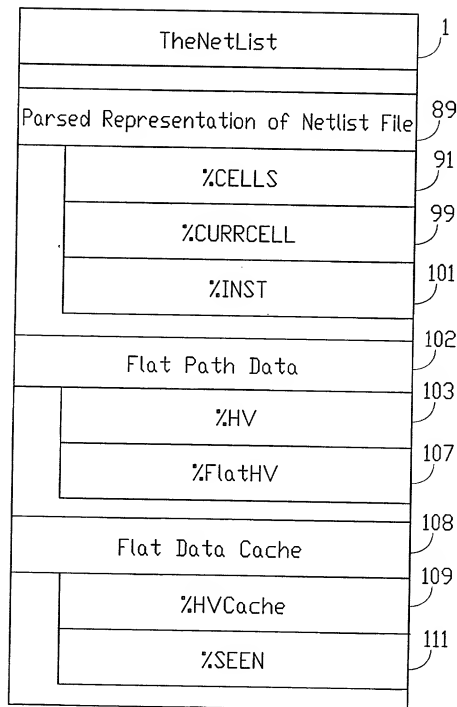 TheNetList 1
Parsed Representation of Netlist File 89
%CELLS 91
%CURRCELL 99
%INST 101
Flat Path Data 102
%HV 103
%FlatHV 107
Flat Data Cache 108
%HVCache 109
%SEEN 111